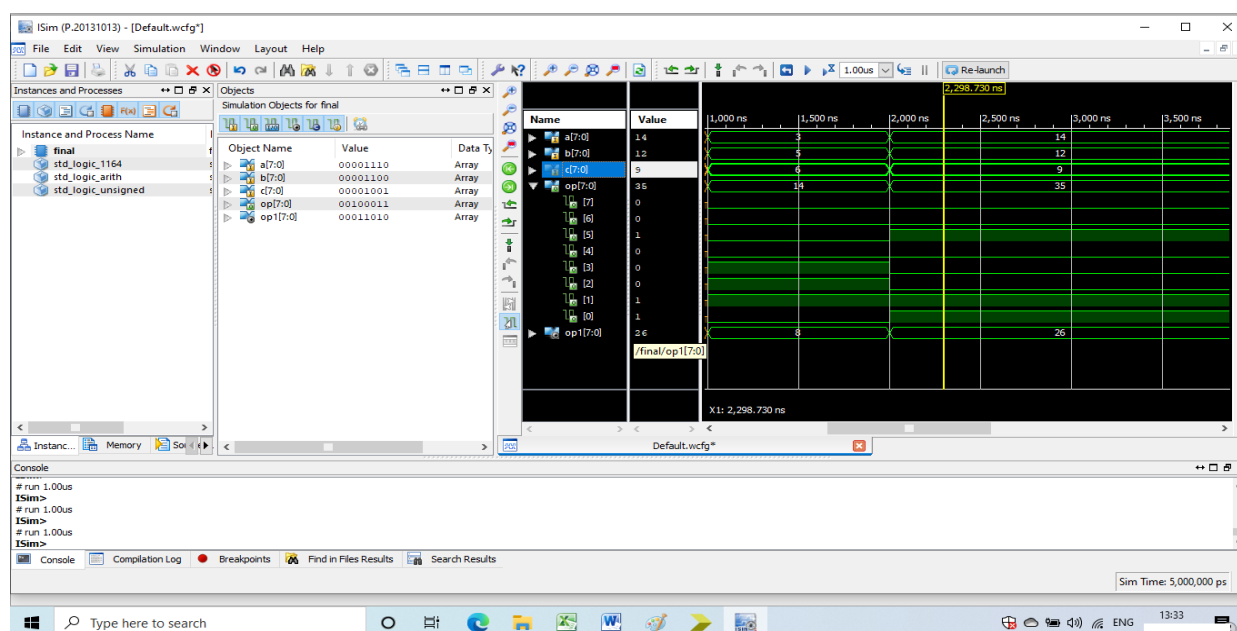 ISim (P.20131013) - [Default.wcfg*]
File Edit View Simulation Window Layout Help
1.00us
Re-launch
Instances and Processes
Instance and Process Name
final
std_logic_1164
std_logic_arith
std_logic_unsigned
Instanc... Memory
Objects
Simulation Objects for final
Object Name Value Data Ty
a[7:0] 00001110 Array
b[7:0] 00001100 Array
c[7:0] 00001001 Array
op[7:0] 00100011 Array
op1[7:0] 00011010 Array
2,298.730 ns
Name Value 1,000 ns 1,500 ns 2,000 ns 2,500 ns 3,000 ns 3,500 ns
a[7:0] 14 3 14
b[7:0] 12 5 12
c[7:0] 9 6 9
op[7:0] 35 14 35
[7] 0
[6] 0
[5] 1
[4] 0
[3] 0
[2] 0
[1] 1
[0] 1
op1[7:0] 26 8 26
/final/op1[7:0]
X1: 2,298.730 ns
Default.wcfg*
Console
# run 1.00us
ISim>
# run 1.00us
ISim>
# run 1.00us
ISim>
Console Compilation Log Breakpoints Find in Files Results Search Results
Sim Time: 5,000,000 ps
Type here to search
ENG
13:33